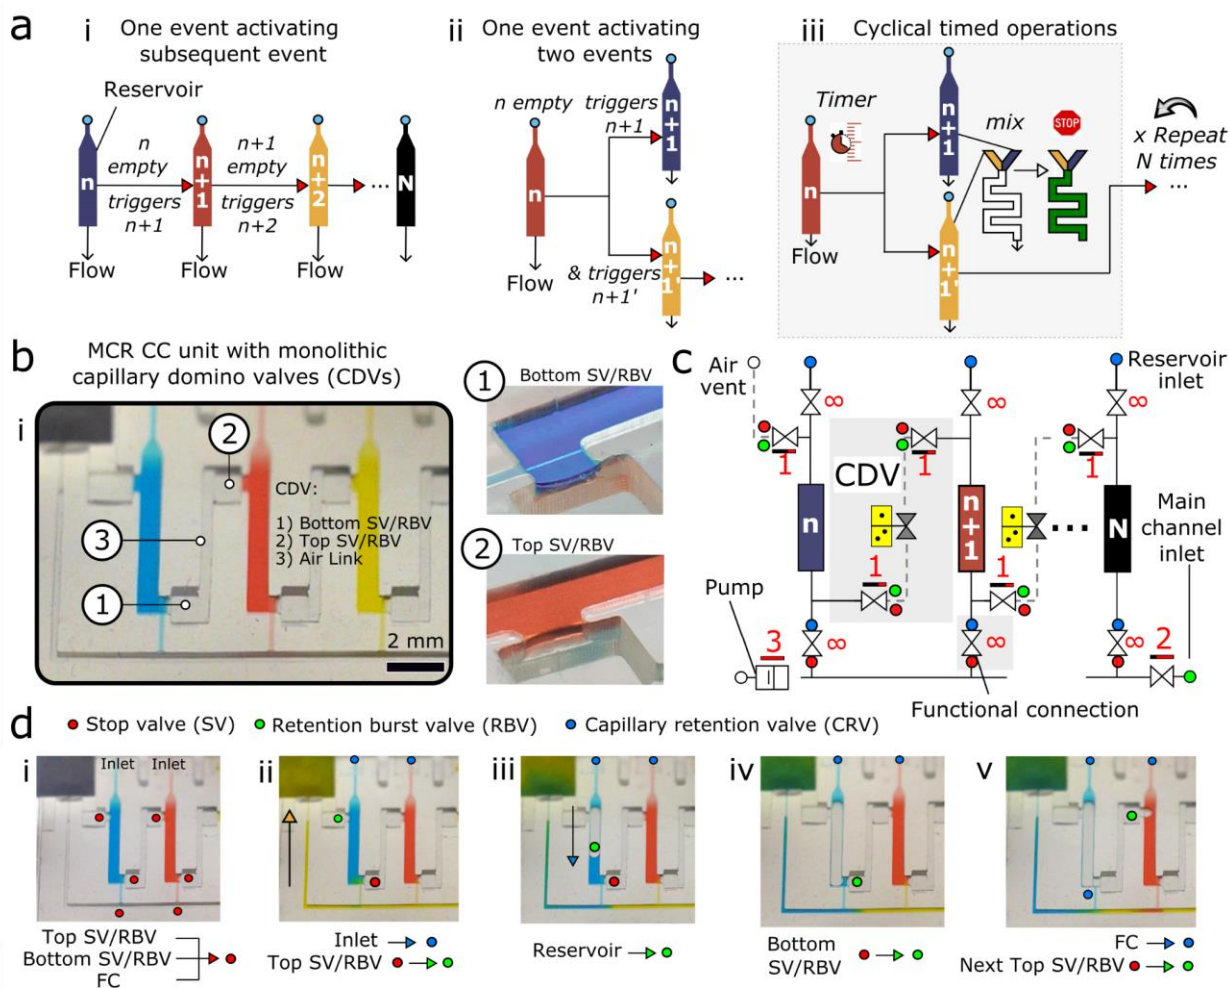 a
i
One event activating
subsequent event
Reservoir
n
empty
triggers
n+1
n+1
empty
triggers
n+2
n
n+1
n+2
...
N
Flow
Flow
Flow
ii
One event activating
two events
n empty
triggers
n+1
n
n+1
Flow
& triggers
n+1'
n+1'
...
iii
Cyclical timed operations
Timer
n
Flow
n+1
n+1'
mix
STOP
x Repeat
N times
...
b
MCR CC unit with monolithic
capillary domino valves (CDVs)
i
2
3
1
CDV:
1) Bottom SV/RBV
2) Top SV/RBV
3) Air Link
2 mm
1
Bottom SV/RBV
2
Top SV/RBV
c
Air
vent
Reservoir
inlet
∞
∞
∞
1
1
1
CDV
n
n+1
N
...
1
1
Main
channel
inlet
Pump
3
∞
∞
∞
2
Functional connection
d
Stop valve (SV)
Retention burst valve (RBV)
Capillary retention valve (CRV)
i
Inlet
Inlet
Top SV/RBV
Bottom SV/RBV
FC
ii
Inlet
Top SV/RBV
iii
Reservoir
iv
Bottom
SV/RBV
v
FC
Next Top SV/RBV